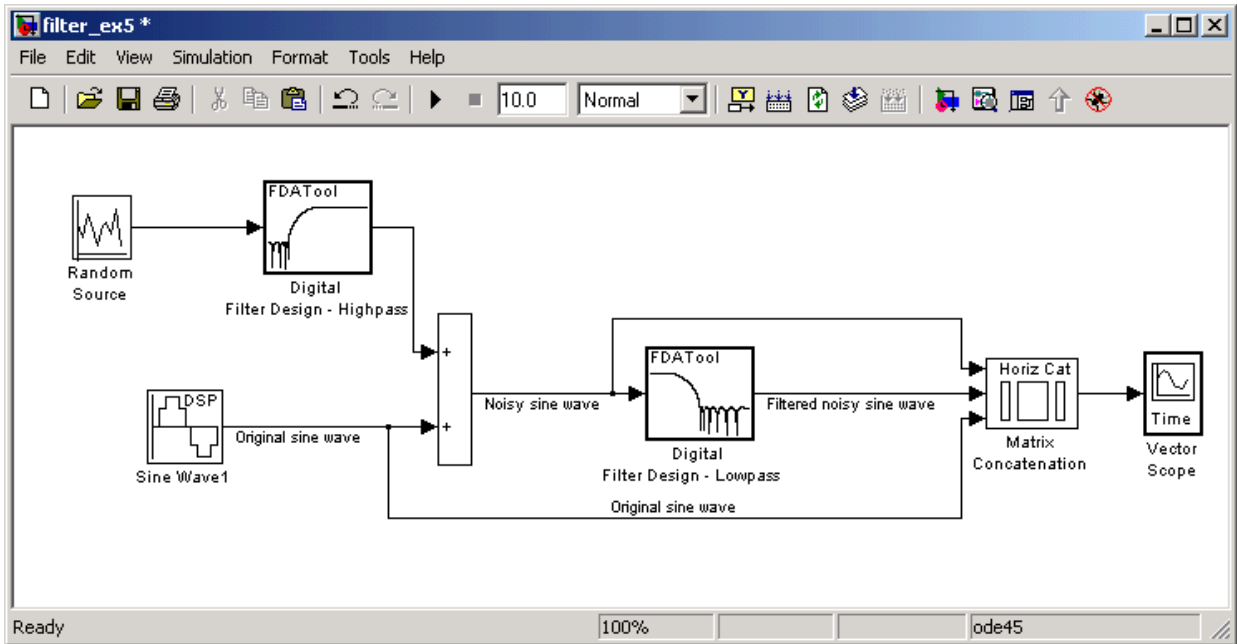 filter_ex5 *
File Edit View Simulation Format Tools Help
10.0 Normal
FDATool
Random
Source
Digital
Filter Design - Highpass
+
+
DSP
Original sine wave
Sine Wave1
Noisy sine wave
FDATool
Digital
Filter Design - Lowpass
Filtered noisy sine wave
Original sine wave
Horiz Cat
Matrix
Concatenation
Time
Vector
Scope
Ready 100% ode45